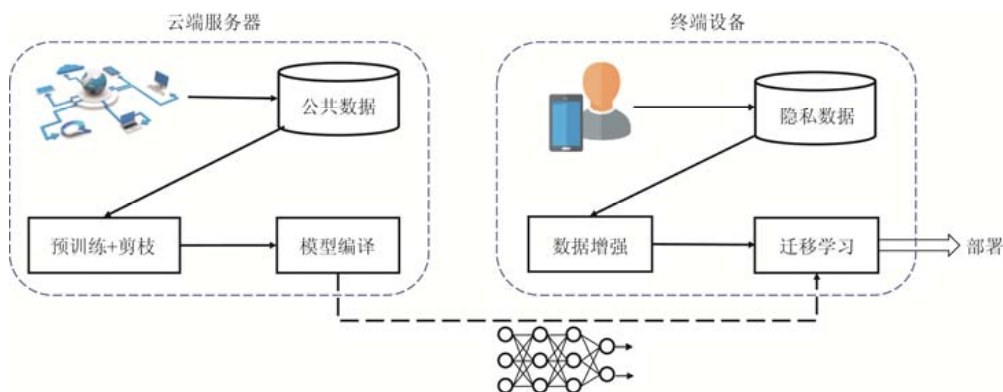 云端服务器
终端设备
公共数据
隐私数据
预训练+剪枝
模型编译
数据增强
迁移学习
部署